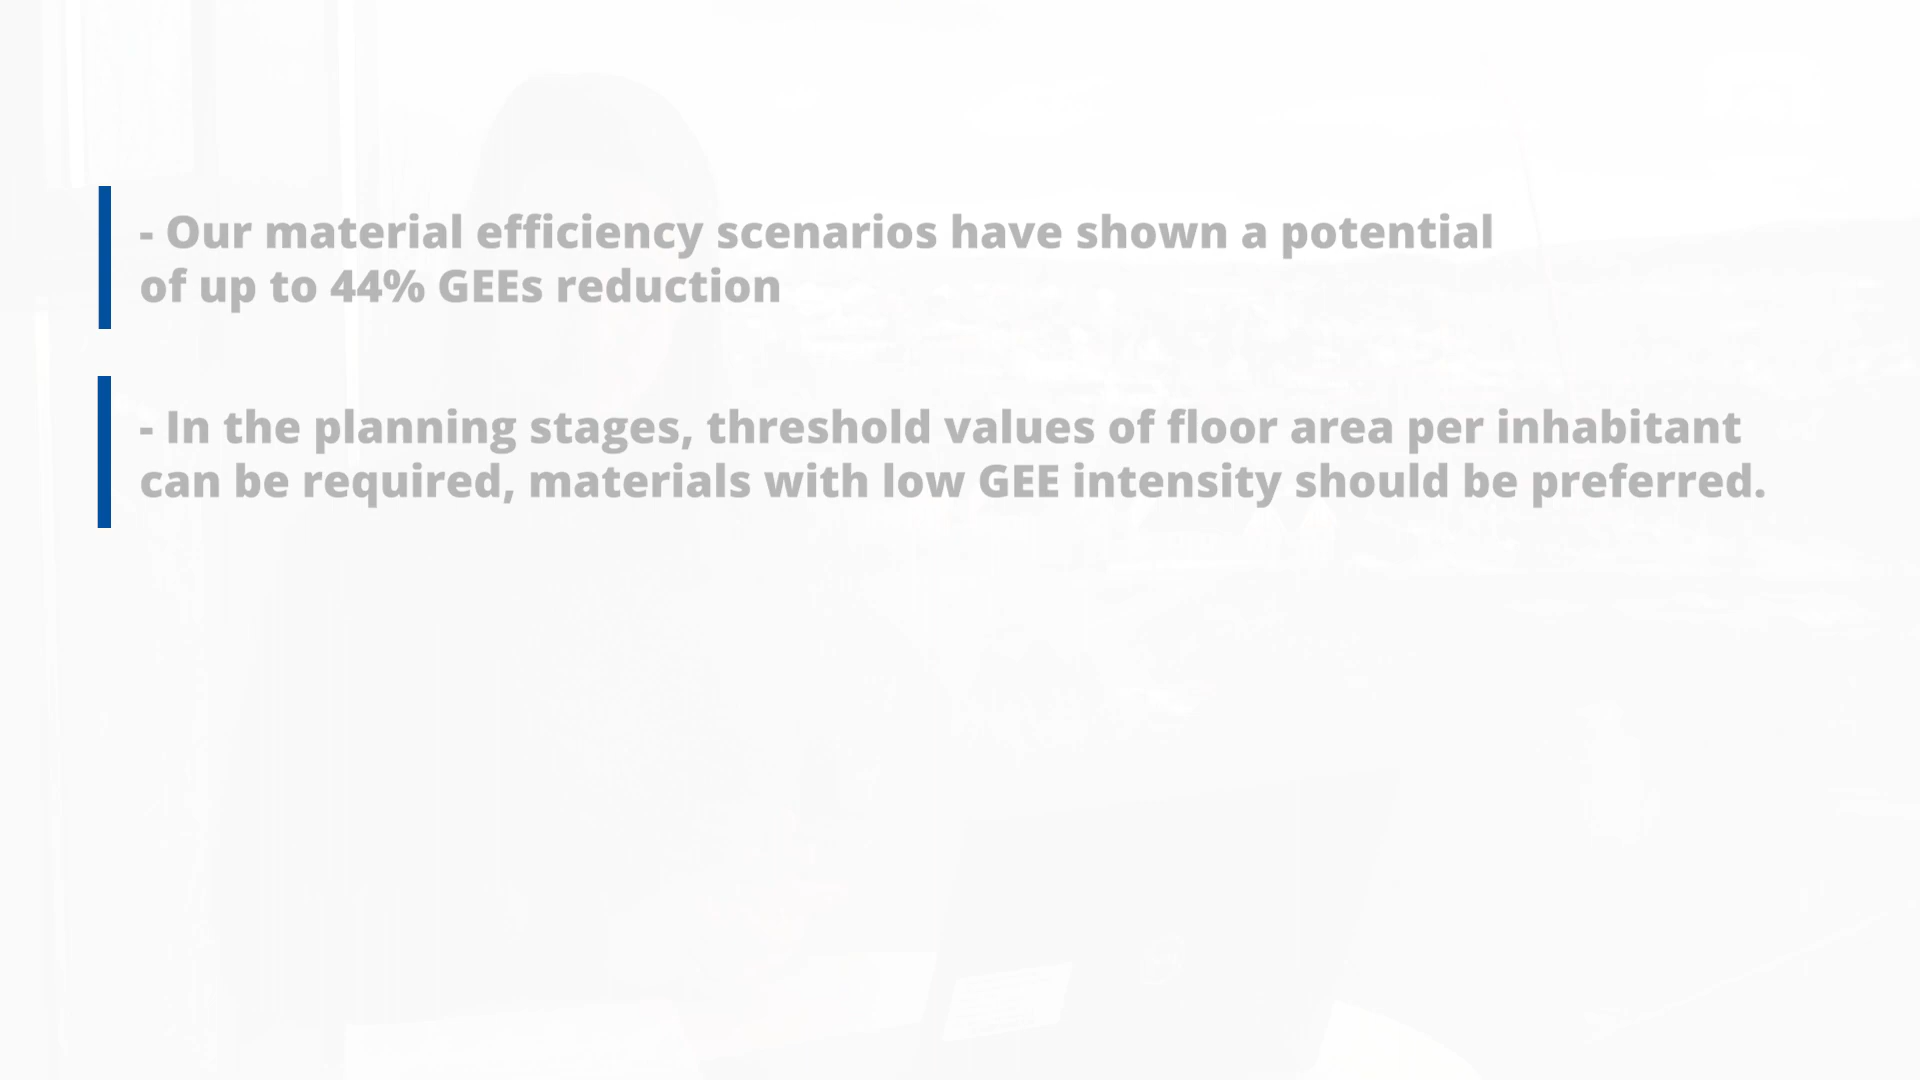 - Our material efficiency scenarios have shown a potential
of up to 44% GEEs reduction
- In the planning stages, threshold values of floor area per inhabitant
can be required, materials with low GEE intensity should be preferred.